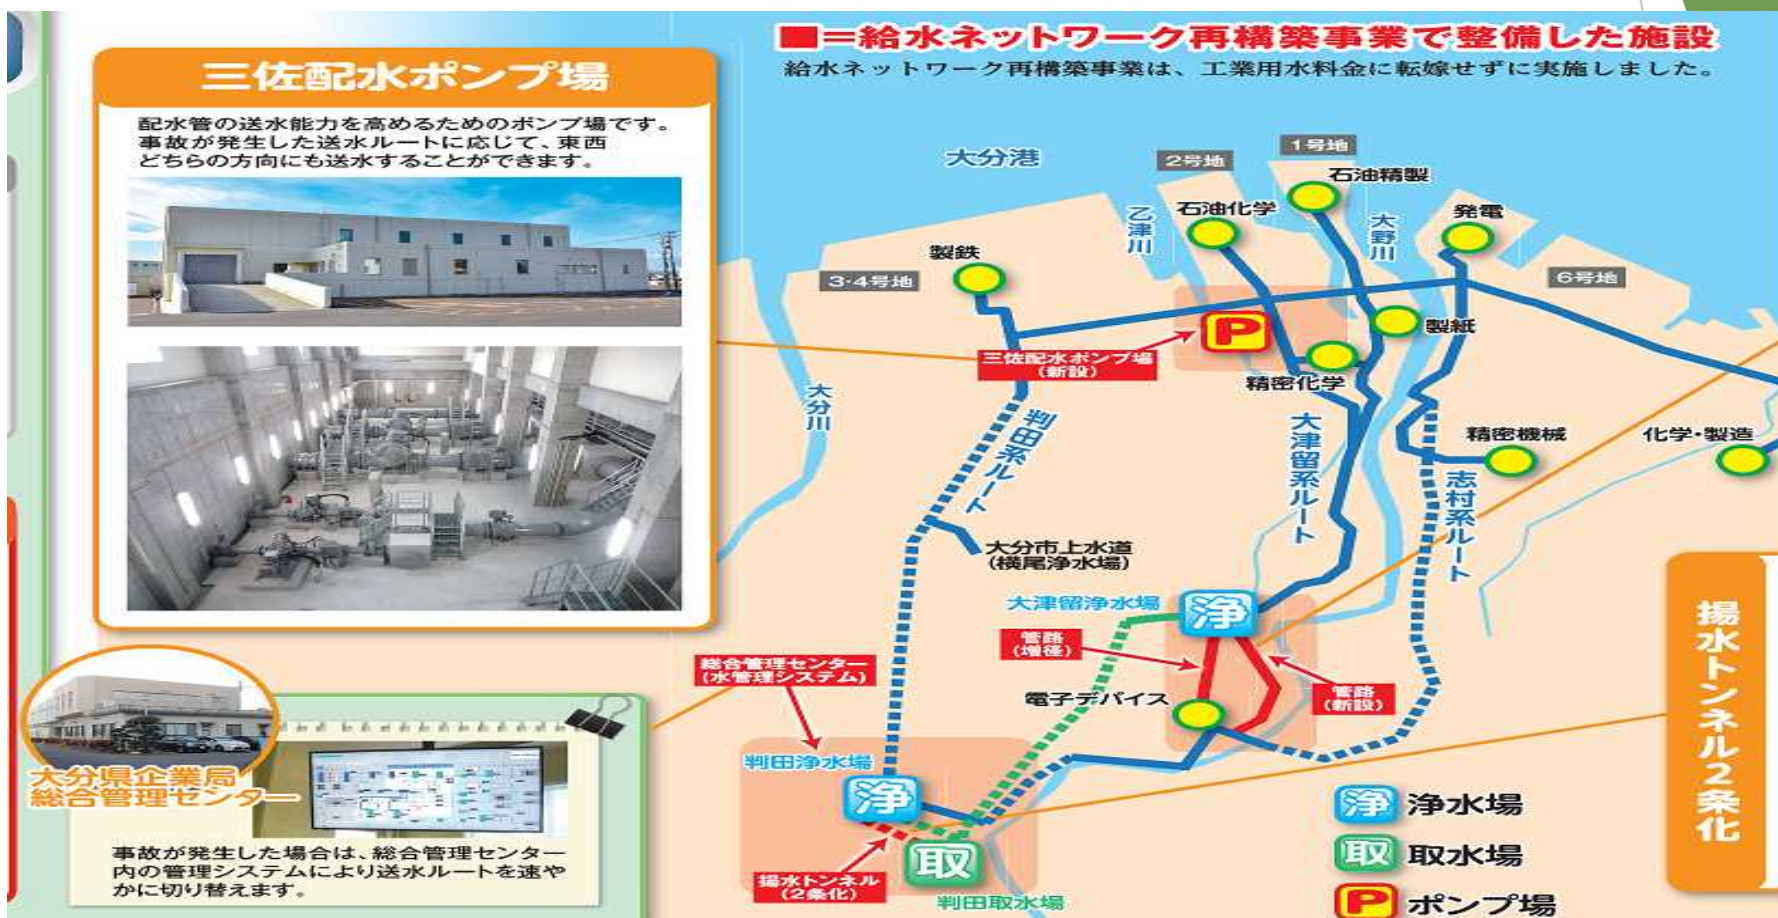 ■=給水ネットワーク再構築事業で整備した施設
給水ネットワーク再構築事業は、工業用水料金に転嫁せずに実施しました。
三佐配水ポンプ場
配水管の送水能力を高めるためのポンプ場です。
事故が発生した送水ルートに応じて、東西
どちらの方向にも送水することができます。
大分港
2号地
1号地
石油精製
乙津川
石油化学
大野川
発電
製鉄
3・4号地
6号地
P
製紙
三佐配水ポンプ場
(新設)
精密化学
大分川
判田系ルート
大津留系ルート
精密機械
化学・製造
志村系ルート
大分市上水道
(横尾浄水場)
大津留浄水場
浄
管路
(増径)
総合管理センター
(水管理システム)
電子デバイス
管路
(新設)
判田浄水場
浄
取
揚水トンネル
(2条化)
判田取水場
浄 浄水場
取 取水場
P ポンプ場
揚水トンネル2条化
大分県企業局
総合管理センター
事故が発生した場合は、総合管理センター
内の管理システムにより送水ルートを速や
かに切り替えます。